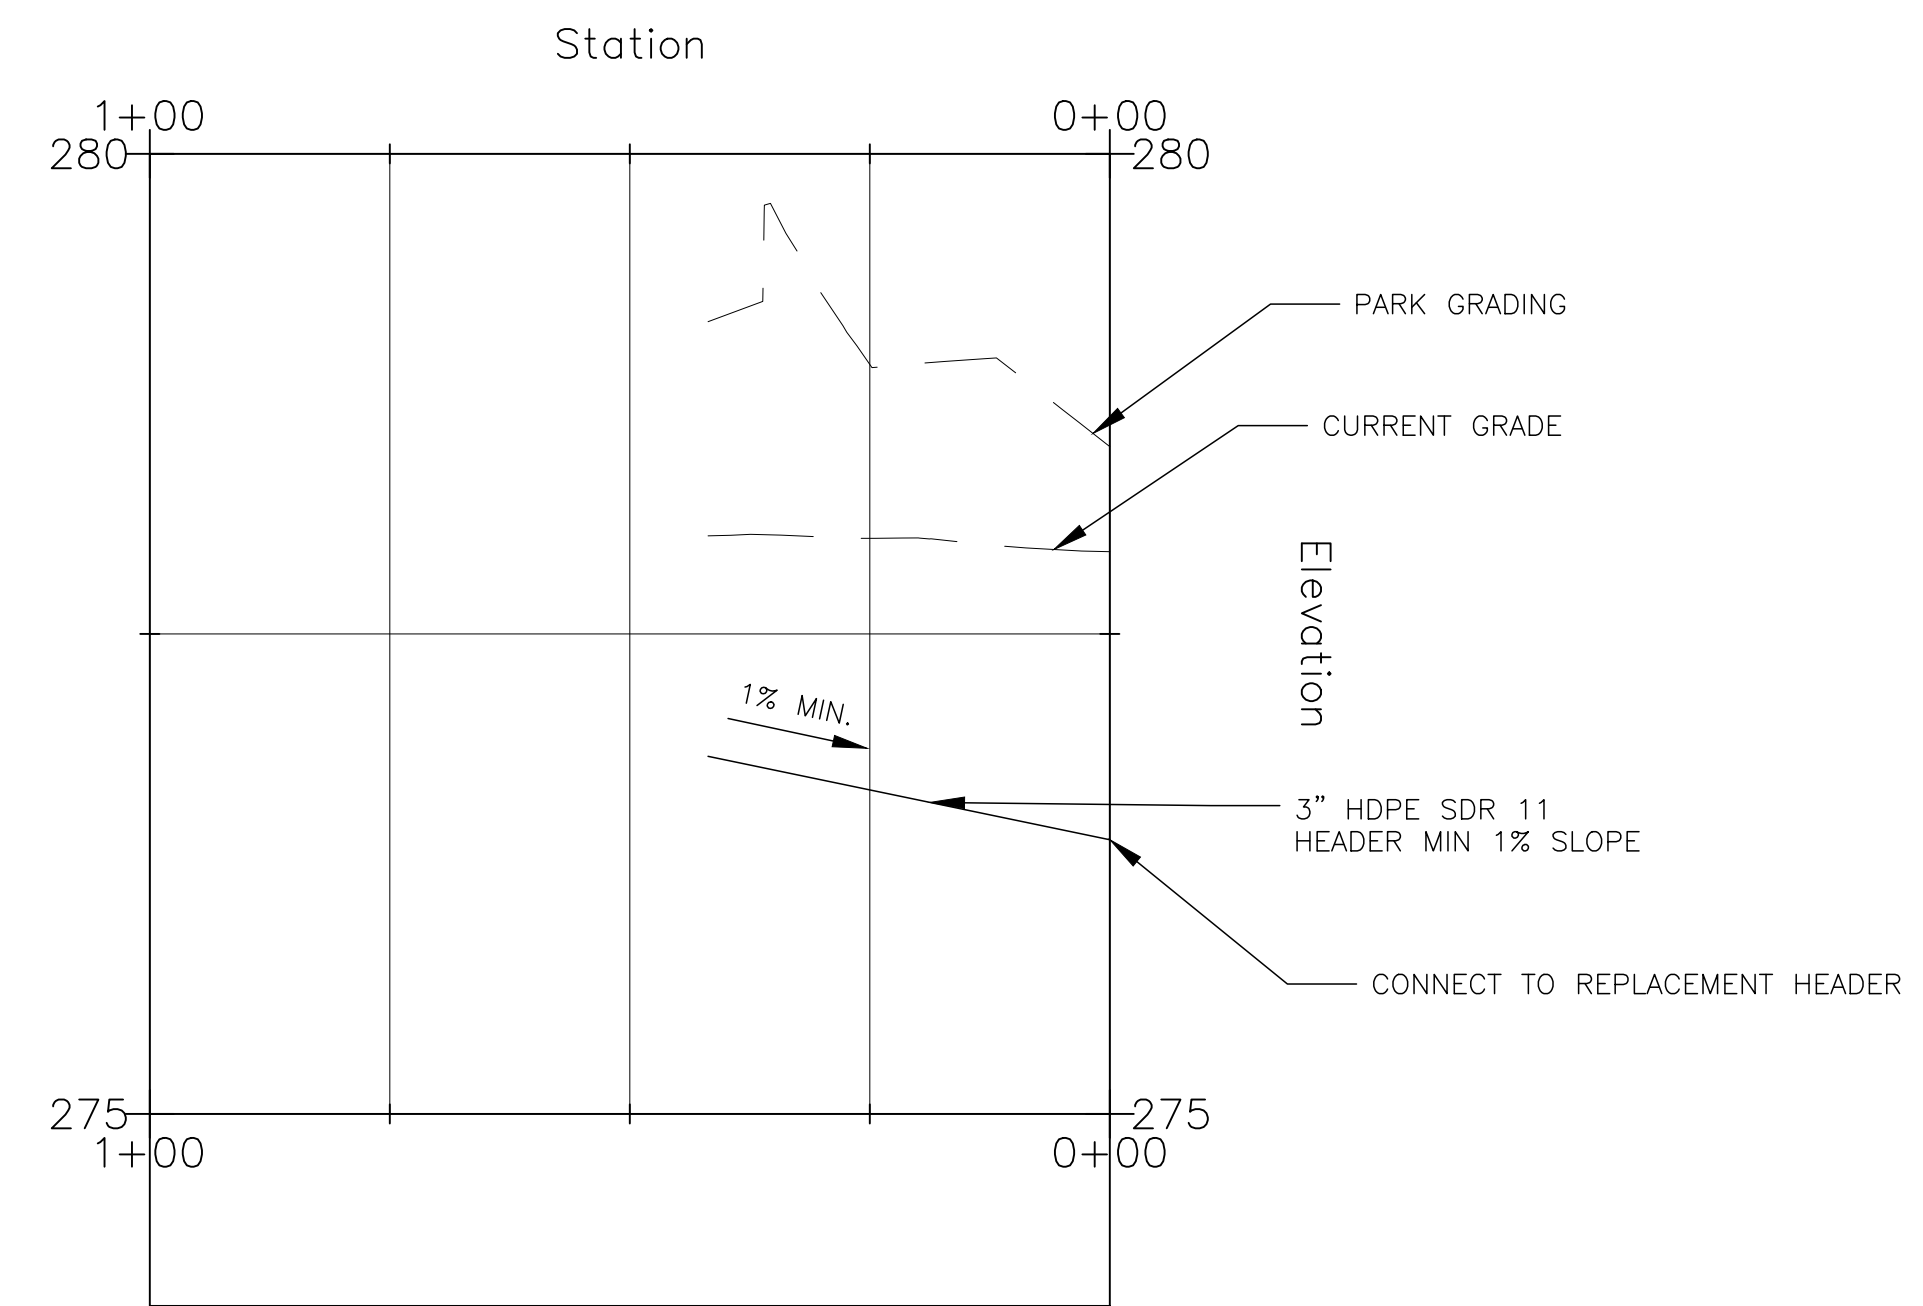 Station
1+00
0+00
280
280
PARK GRADING
CURRENT GRADE
Elevation
1% MIN.
3” HDPE SDR 11
HEADER MIN 1% SLOPE
CONNECT TO REPLACEMENT HEADER
275
275
1+00
0+00